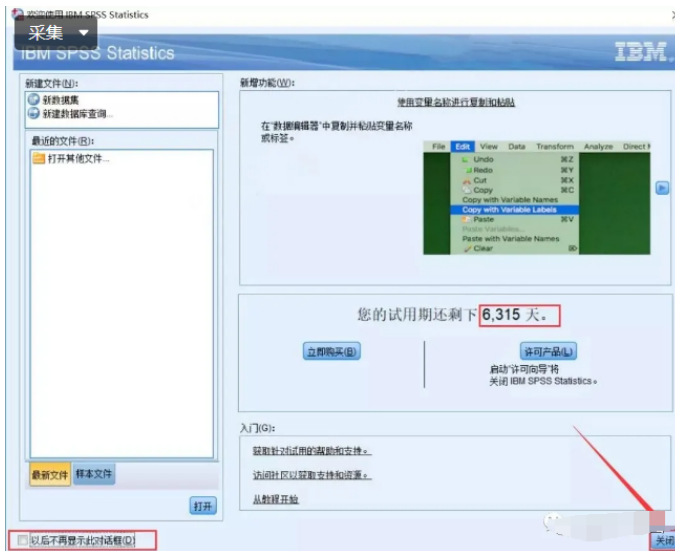 欢迎使用 IBM SPSS Statistics
采集
IBM SPSS Statistics
IBM.
新建文件(N):
新数据集
新建数据库查询...
最近的文件(R):
打开其他文件...
最新文件 样本文件
打开
以后不再显示此对话框(D)
新增功能(W):
使用变量名称进行复制和粘贴
在“数据编辑器”中复制并粘贴变量名称
或标签。
File Edit View Data Transform Analyze Direct
Undo ⌘Z
Redo ⌘Y
Cut ⌘X
Copy ⌘C
Copy with Variable Names
Copy with Variable Labels
Paste ⌘V
Paste Variables...
Paste with Variable Names
Clear ⌦
您的试用期还剩下 6,315 天。
立即购买(B)
许可产品(L)
启动“许可向导”将
关闭 IBM SPSS Statistics。
入门(G):
获取针对试用的帮助和支持。
访问社区以获取支持和资源。
从教程开始
关闭